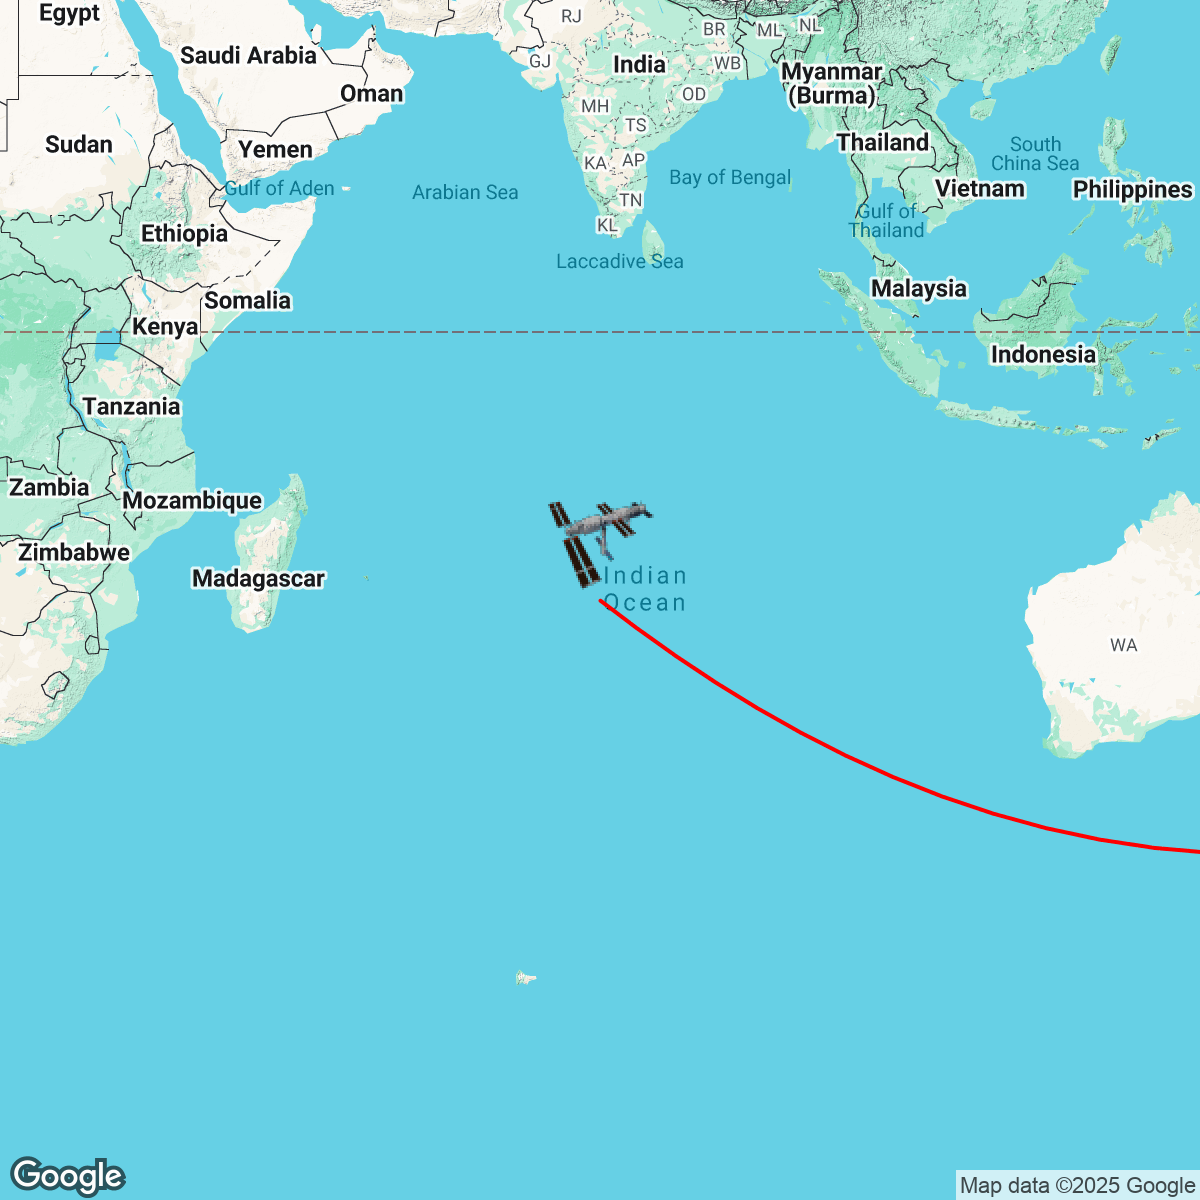 Egypt
RJ
BR
ML
NL
Saudi Arabia
GJ
India
WB
Myanmar
(Burma)
Oman
MH
OD
TS
Sudan
Yemen
KA
AP
Thailand
South
China Sea
Gulf of Aden
Arabian Sea
TN
Bay of Bengal
Vietnam
Philippines
Gulf of
Thailand
Ethiopia
KL
Laccadive Sea
Somalia
Malaysia
Kenya
Indonesia
Tanzania
Zambia
Mozambique
Zimbabwe
Madagascar
Indian
Ocean
WA
Google
Map data ©2025 Google